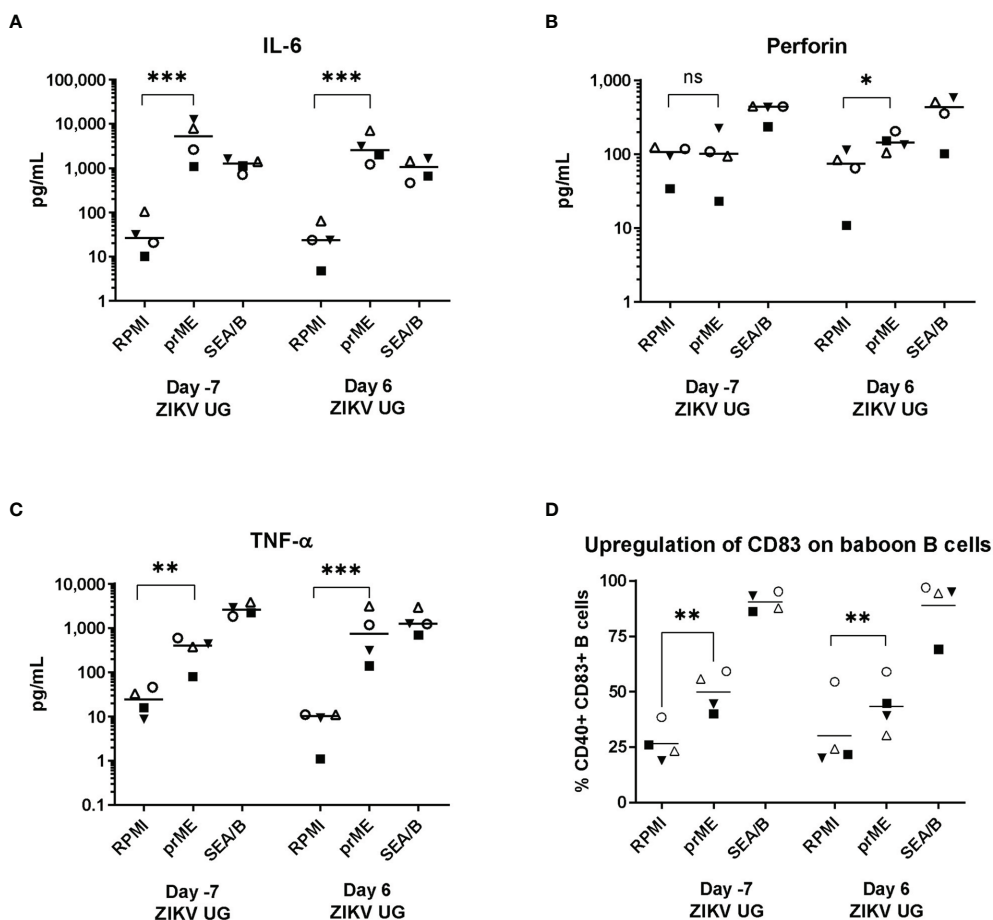 A
IL-6
100,000
10,000
1,000
100
10
1
pg/mL
***
***
RPMI
prME
SEA/B
RPMI
prME
SEA/B
Day -7
ZIKV UG
Day 6
ZIKV UG
B
Perforin
1,000
100
10
1
pg/mL
ns
*
RPMI
prME
SEA/B
RPMI
prME
SEA/B
Day -7
ZIKV UG
Day 6
ZIKV UG
C
TNF-α
10,000
1,000
100
10
1
0.1
pg/mL
**
***
RPMI
prME
SEA/B
RPMI
prME
SEA/B
Day -7
ZIKV UG
Day 6
ZIKV UG
D
Upregulation of CD83 on baboon B cells
100
75
50
25
0
% CD40+ CD83+ B cells
**
**
RPMI
prME
SEA/B
RPMI
prME
SEA/B
Day -7
ZIKV UG
Day 6
ZIKV UG